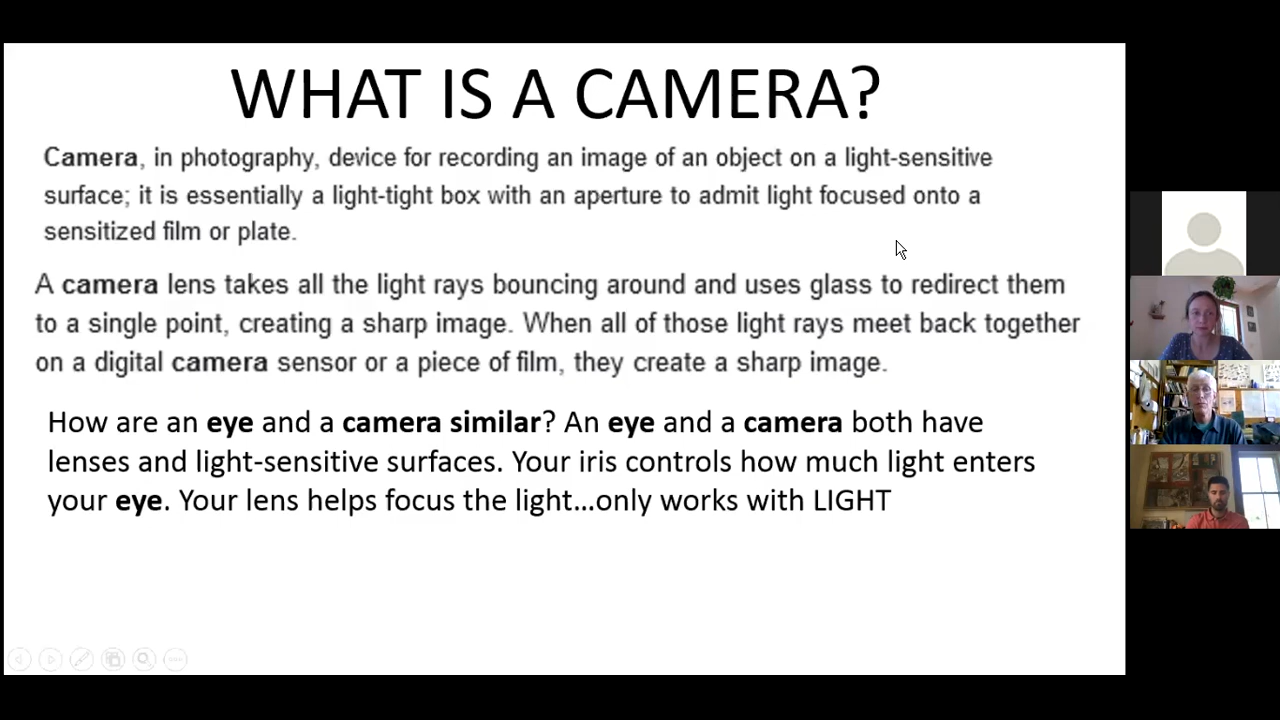 WHAT IS A CAMERA?
Camera, in photography, device for recording an image of an object on a light-sensitive
surface; it is essentially a light-tight box with an aperture to admit light focused onto a
sensitized film or plate.
A camera lens takes all the light rays bouncing around and uses glass to redirect them
to a single point, creating a sharp image. When all of those light rays meet back together
on a digital camera sensor or a piece of film, they create a sharp image.
How are an eye and a camera similar? An eye and a camera both have
lenses and light-sensitive surfaces. Your iris controls how much light enters
your eye. Your lens helps focus the light...only works with LIGHT